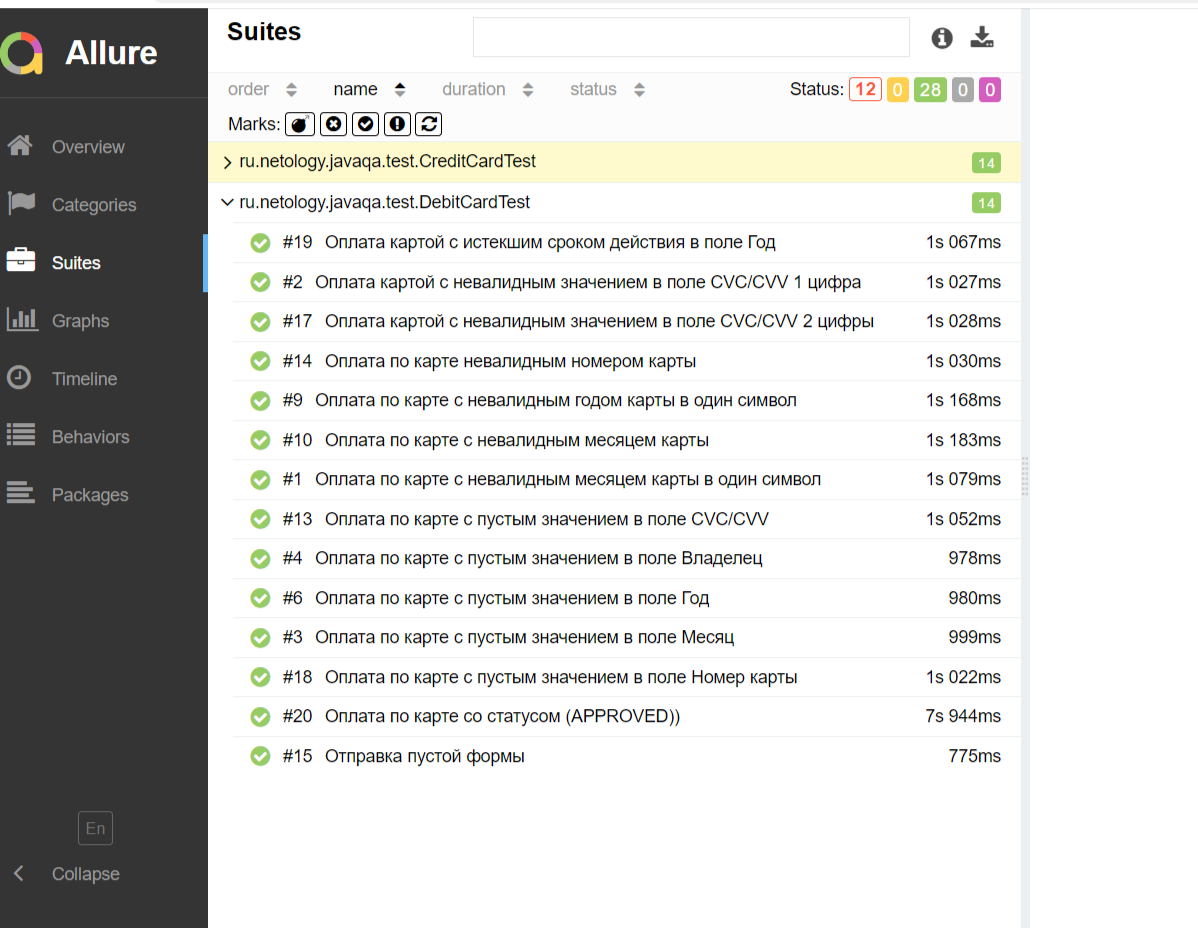 Allure
Overview
Categories
Suites
Graphs
Timeline
Behaviors
Packages
En
Collapse
Suites
order name duration status Status: 12 0 28 0 0
Marks:
ru.netology.javaqa.test.CreditCardTest 14
ru.netology.javaqa.test.DebitCardTest 14
#19 Оплата картой с истекшим сроком действия в поле Год 1s 067ms
#2 Оплата картой с невалидным значением в поле CVC/CVV 1 цифра 1s 027ms
#17 Оплата картой с невалидным значением в поле CVC/CVV 2 цифры 1s 028ms
#14 Оплата по карте невалидным номером карты 1s 030ms
#9 Оплата по карте с невалидным годом карты в один символ 1s 168ms
#10 Оплата по карте с невалидным месяцем карты 1s 183ms
#1 Оплата по карте с невалидным месяцем карты в один символ 1s 079ms
#13 Оплата по карте с пустым значением в поле CVC/CVV 1s 052ms
#4 Оплата по карте с пустым значением в поле Владелец 978ms
#6 Оплата по карте с пустым значением в поле Год 980ms
#3 Оплата по карте с пустым значением в поле Месяц 999ms
#18 Оплата по карте с пустым значением в поле Номер карты 1s 022ms
#20 Оплата по карте со статусом (APPROVED)) 7s 944ms
#15 Отправка пустой формы 775ms